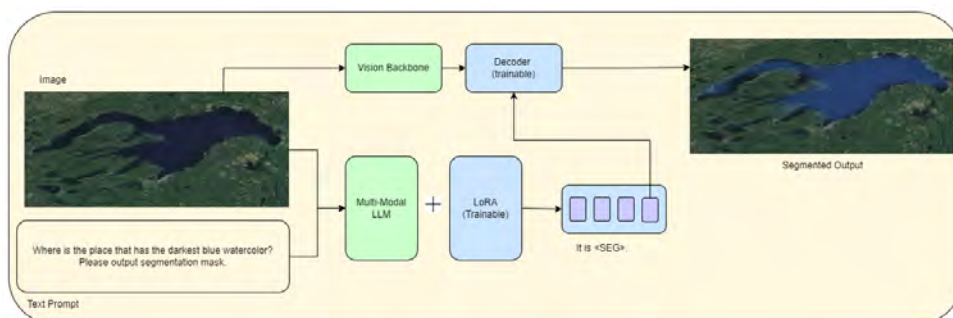 Image
Vision Backbone
Decoder
(trainable)
Segmented Output
Multi-Modal
LLM
+
LoRA
(Trainable)
It is <SEG>.
Where is the place that has the darkest blue watercolor?
Please output segmentation mask.
Text Prompt